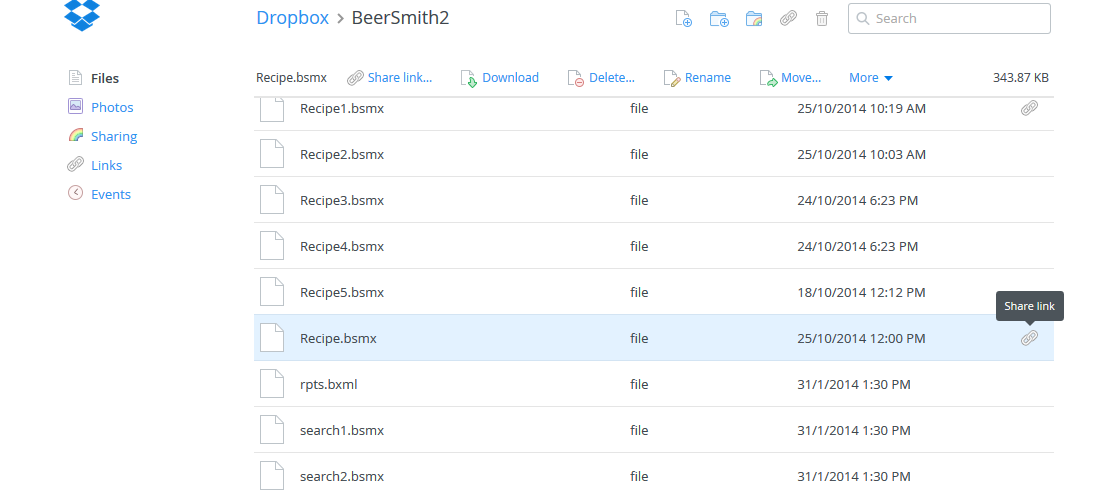 Dropbox > BeerSmith2
Search
Files
Photos
Sharing
Links
Events
Recipe.bsmx Share link... Download Delete... Rename Move... More 343.87 KB
Recipe1.bsmx file 25/10/2014 10:19 AM
Recipe2.bsmx file 25/10/2014 10:03 AM
Recipe3.bsmx file 24/10/2014 6:23 PM
Recipe4.bsmx file 24/10/2014 6:23 PM
Recipe5.bsmx file 18/10/2014 12:12 PM
Share link
Recipe.bsmx file 25/10/2014 12:00 PM
rpts.bxml file 31/1/2014 1:30 PM
search1.bsmx file 31/1/2014 1:30 PM
search2.bsmx file 31/1/2014 1:30 PM